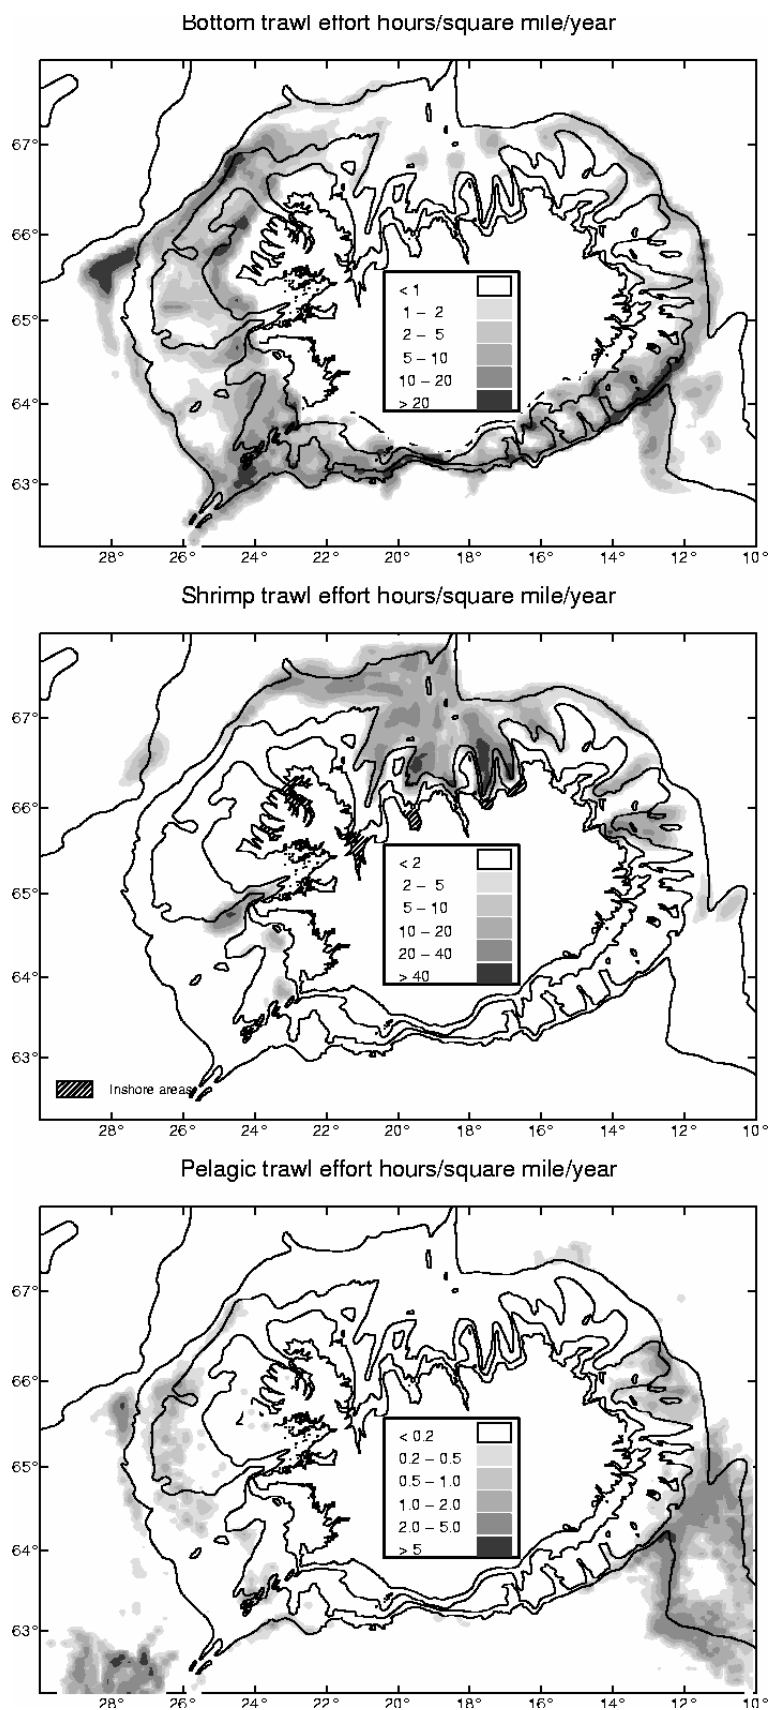 Bottom trawl effort hours/square mile/year
67°
66°
65°
64°
63°
< 1
1 – 2
2 – 5
5 – 10
10 – 20
> 20
28° 26° 24° 22° 20° 18° 16° 14° 12° 10°
Shrimp trawl effort hours/square mile/year
67°
66°
65°
64°
63°
< 2
2 – 5
5 – 10
10 – 20
20 – 40
> 40
Inshore areas
28° 26° 24° 22° 20° 18° 16° 14° 12° 10°
Pelagic trawl effort hours/square mile/year
67°
66°
65°
64°
63°
< 0.2
0.2 – 0.5
0.5 – 1.0
1.0 – 2.0
2.0 – 5.0
> 5
28° 26° 24° 22° 20° 18° 16° 14° 12° 10°